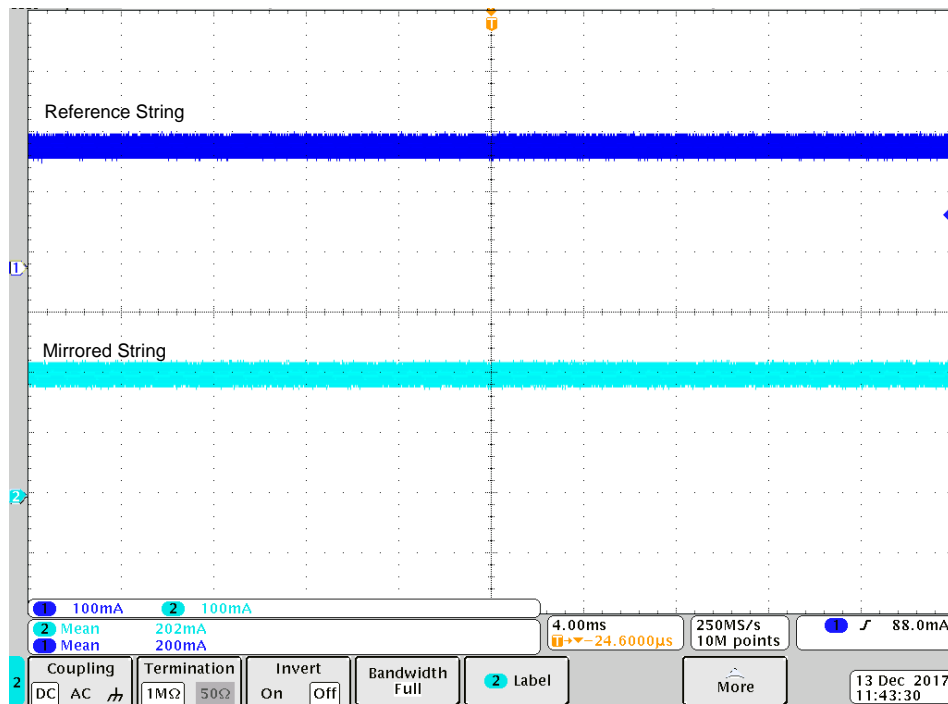 T
Reference String
1
Mirrored String
2
1 100mA 2 100mA
2 Mean 202mA
1 Mean 200mA
4.00ms
T→▼−24.6000µs
250MS/s
10M points
1 88.0mA
2
Coupling
DC AC
Termination
1MΩ 50Ω
Invert
On Off
Bandwidth
Full
2 Label
More
13 Dec 2017
11:43:30